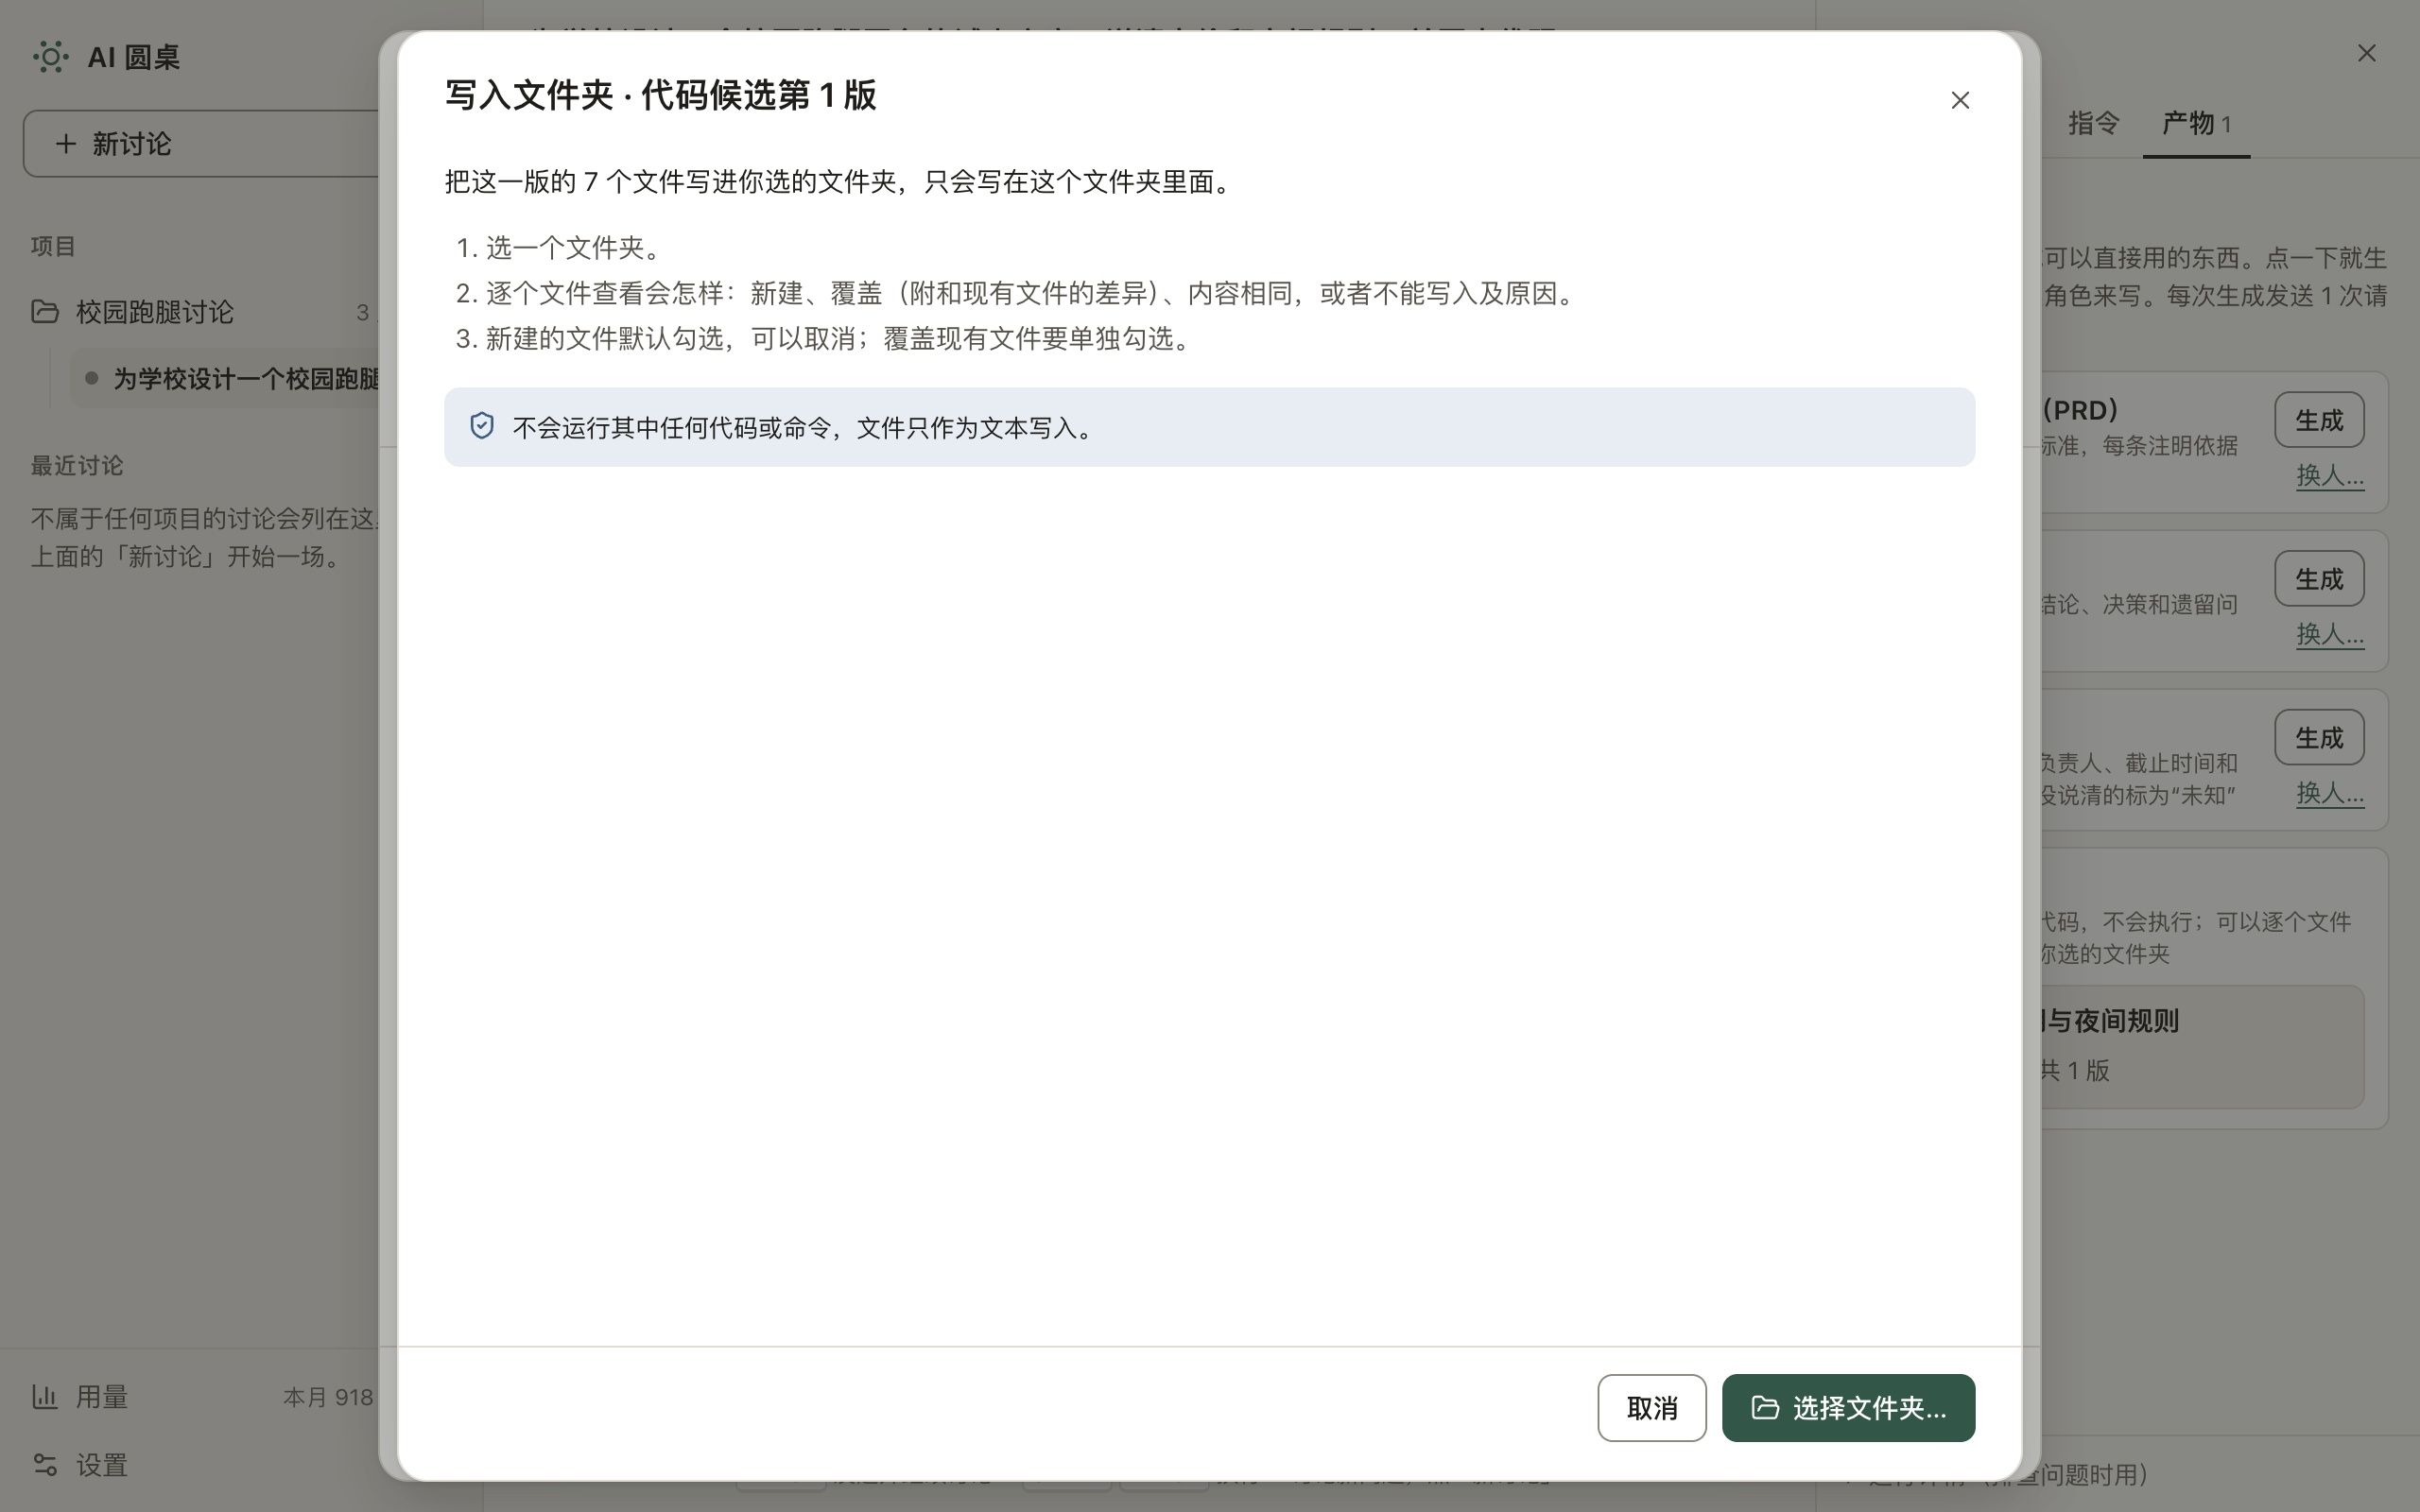 AI 圆桌
新讨论
项目
校园跑腿讨论
3
为学校设计一个校园跑腿
最近讨论
不属于任何项目的讨论会列在这
上面的「新讨论」开始一场。
用量
本月 918
设置
写入文件夹 · 代码候选第 1 版
把这一版的 7 个文件写进你选的文件夹，只会写在这个文件夹里面。
1. 选一个文件夹。
2. 逐个文件查看会怎样：新建、覆盖（附和现有文件的差异）、内容相同，或者不能写入及原因。
3. 新建的文件默认勾选，可以取消；覆盖现有文件要单独勾选。
不会运行其中任何代码或命令，文件只作为文本写入。
取消
选择文件夹...
指令
产物 1
可以直接用的东西。点一下就生
角色来写。每次生成发送 1 次请
(PRD)
生成
标准，每条注明依据
换人...
生成
结论、决策和遗留问
换人...
生成
负责人、截止时间和
没说清的标为“未知”
换人...
代码，不会执行；可以逐个文件
你选的文件夹
与夜间规则
共 1 版
问题时用）